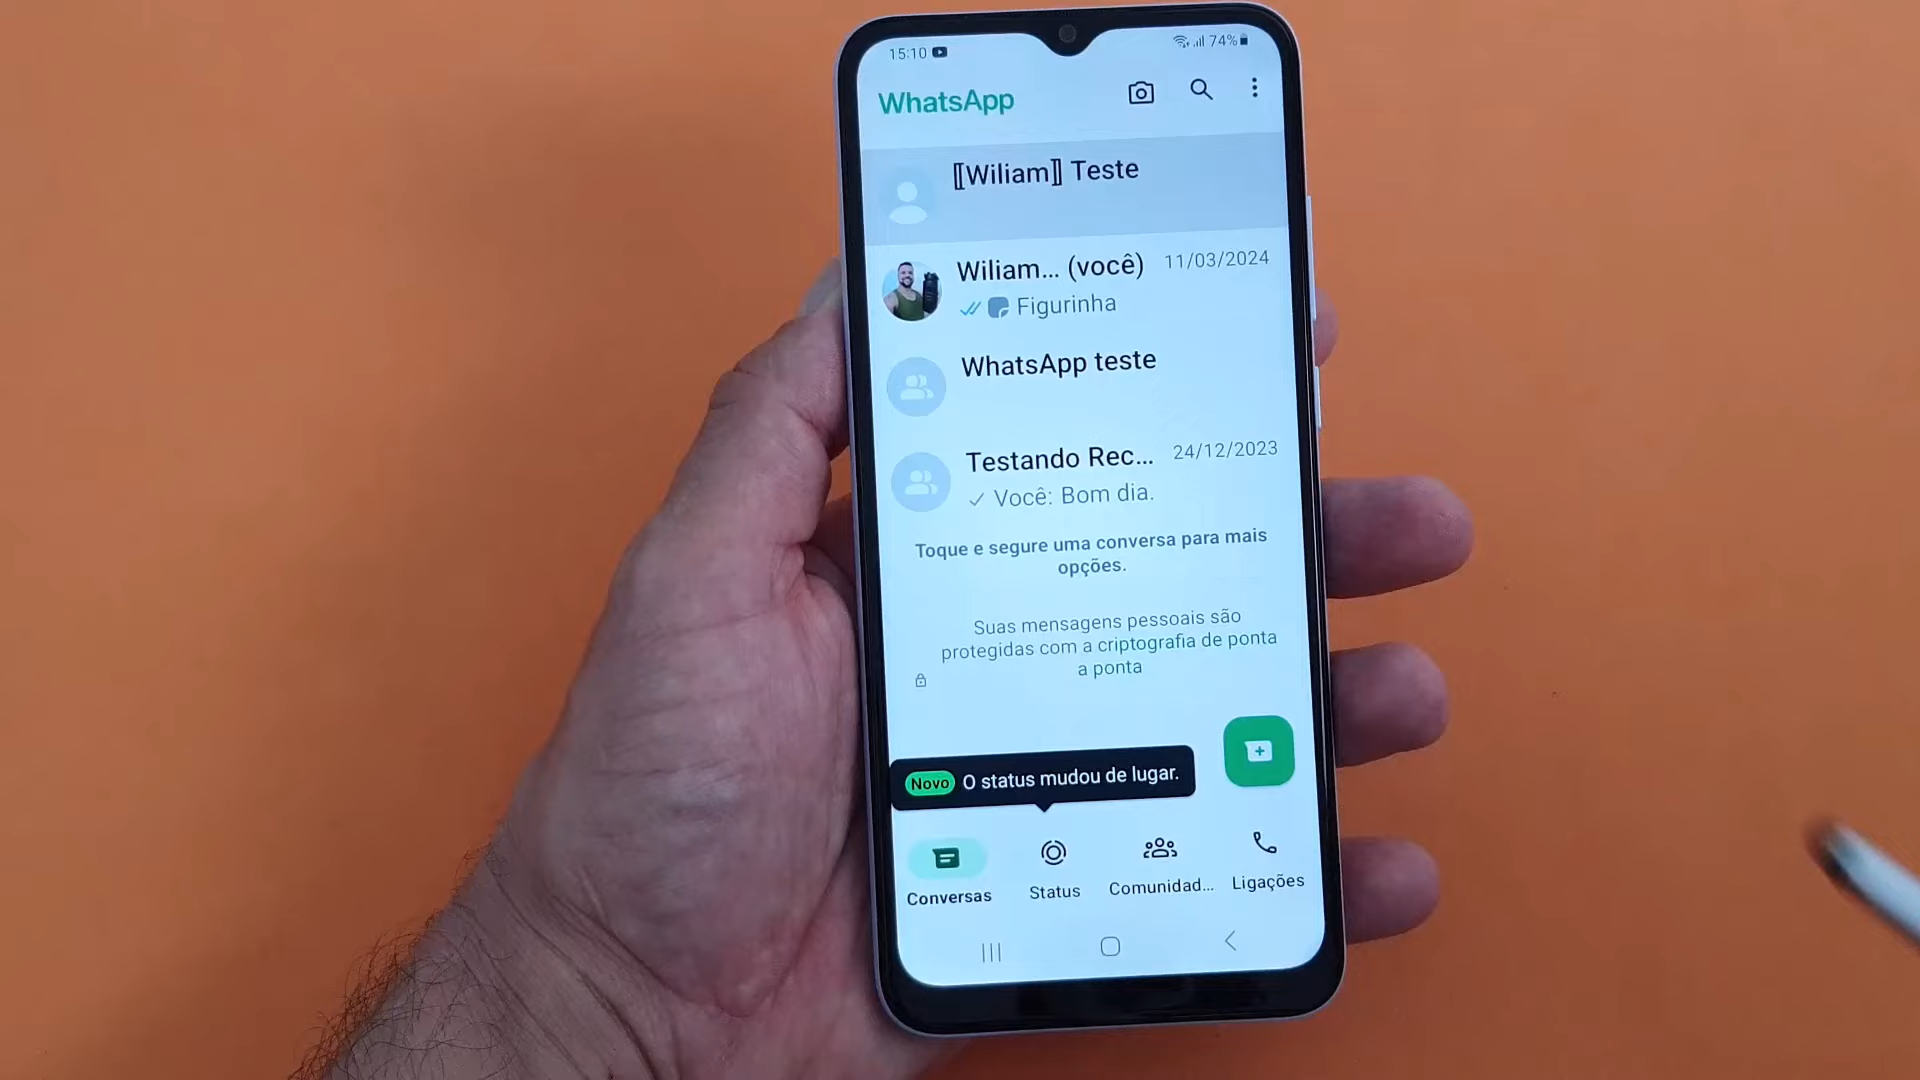 15:10
74%
WhatsApp
⟦Wiliam⟧ Teste
Wiliam... (você)
11/03/2024
Figurinha
WhatsApp teste
Testando Rec...
24/12/2023
Você: Bom dia.
Toque e segure uma conversa para mais
opções.
Suas mensagens pessoais são
protegidas com a criptografia de ponta
a ponta
Novo O status mudou de lugar.
Conversas
Status
Comunidad...
Ligações